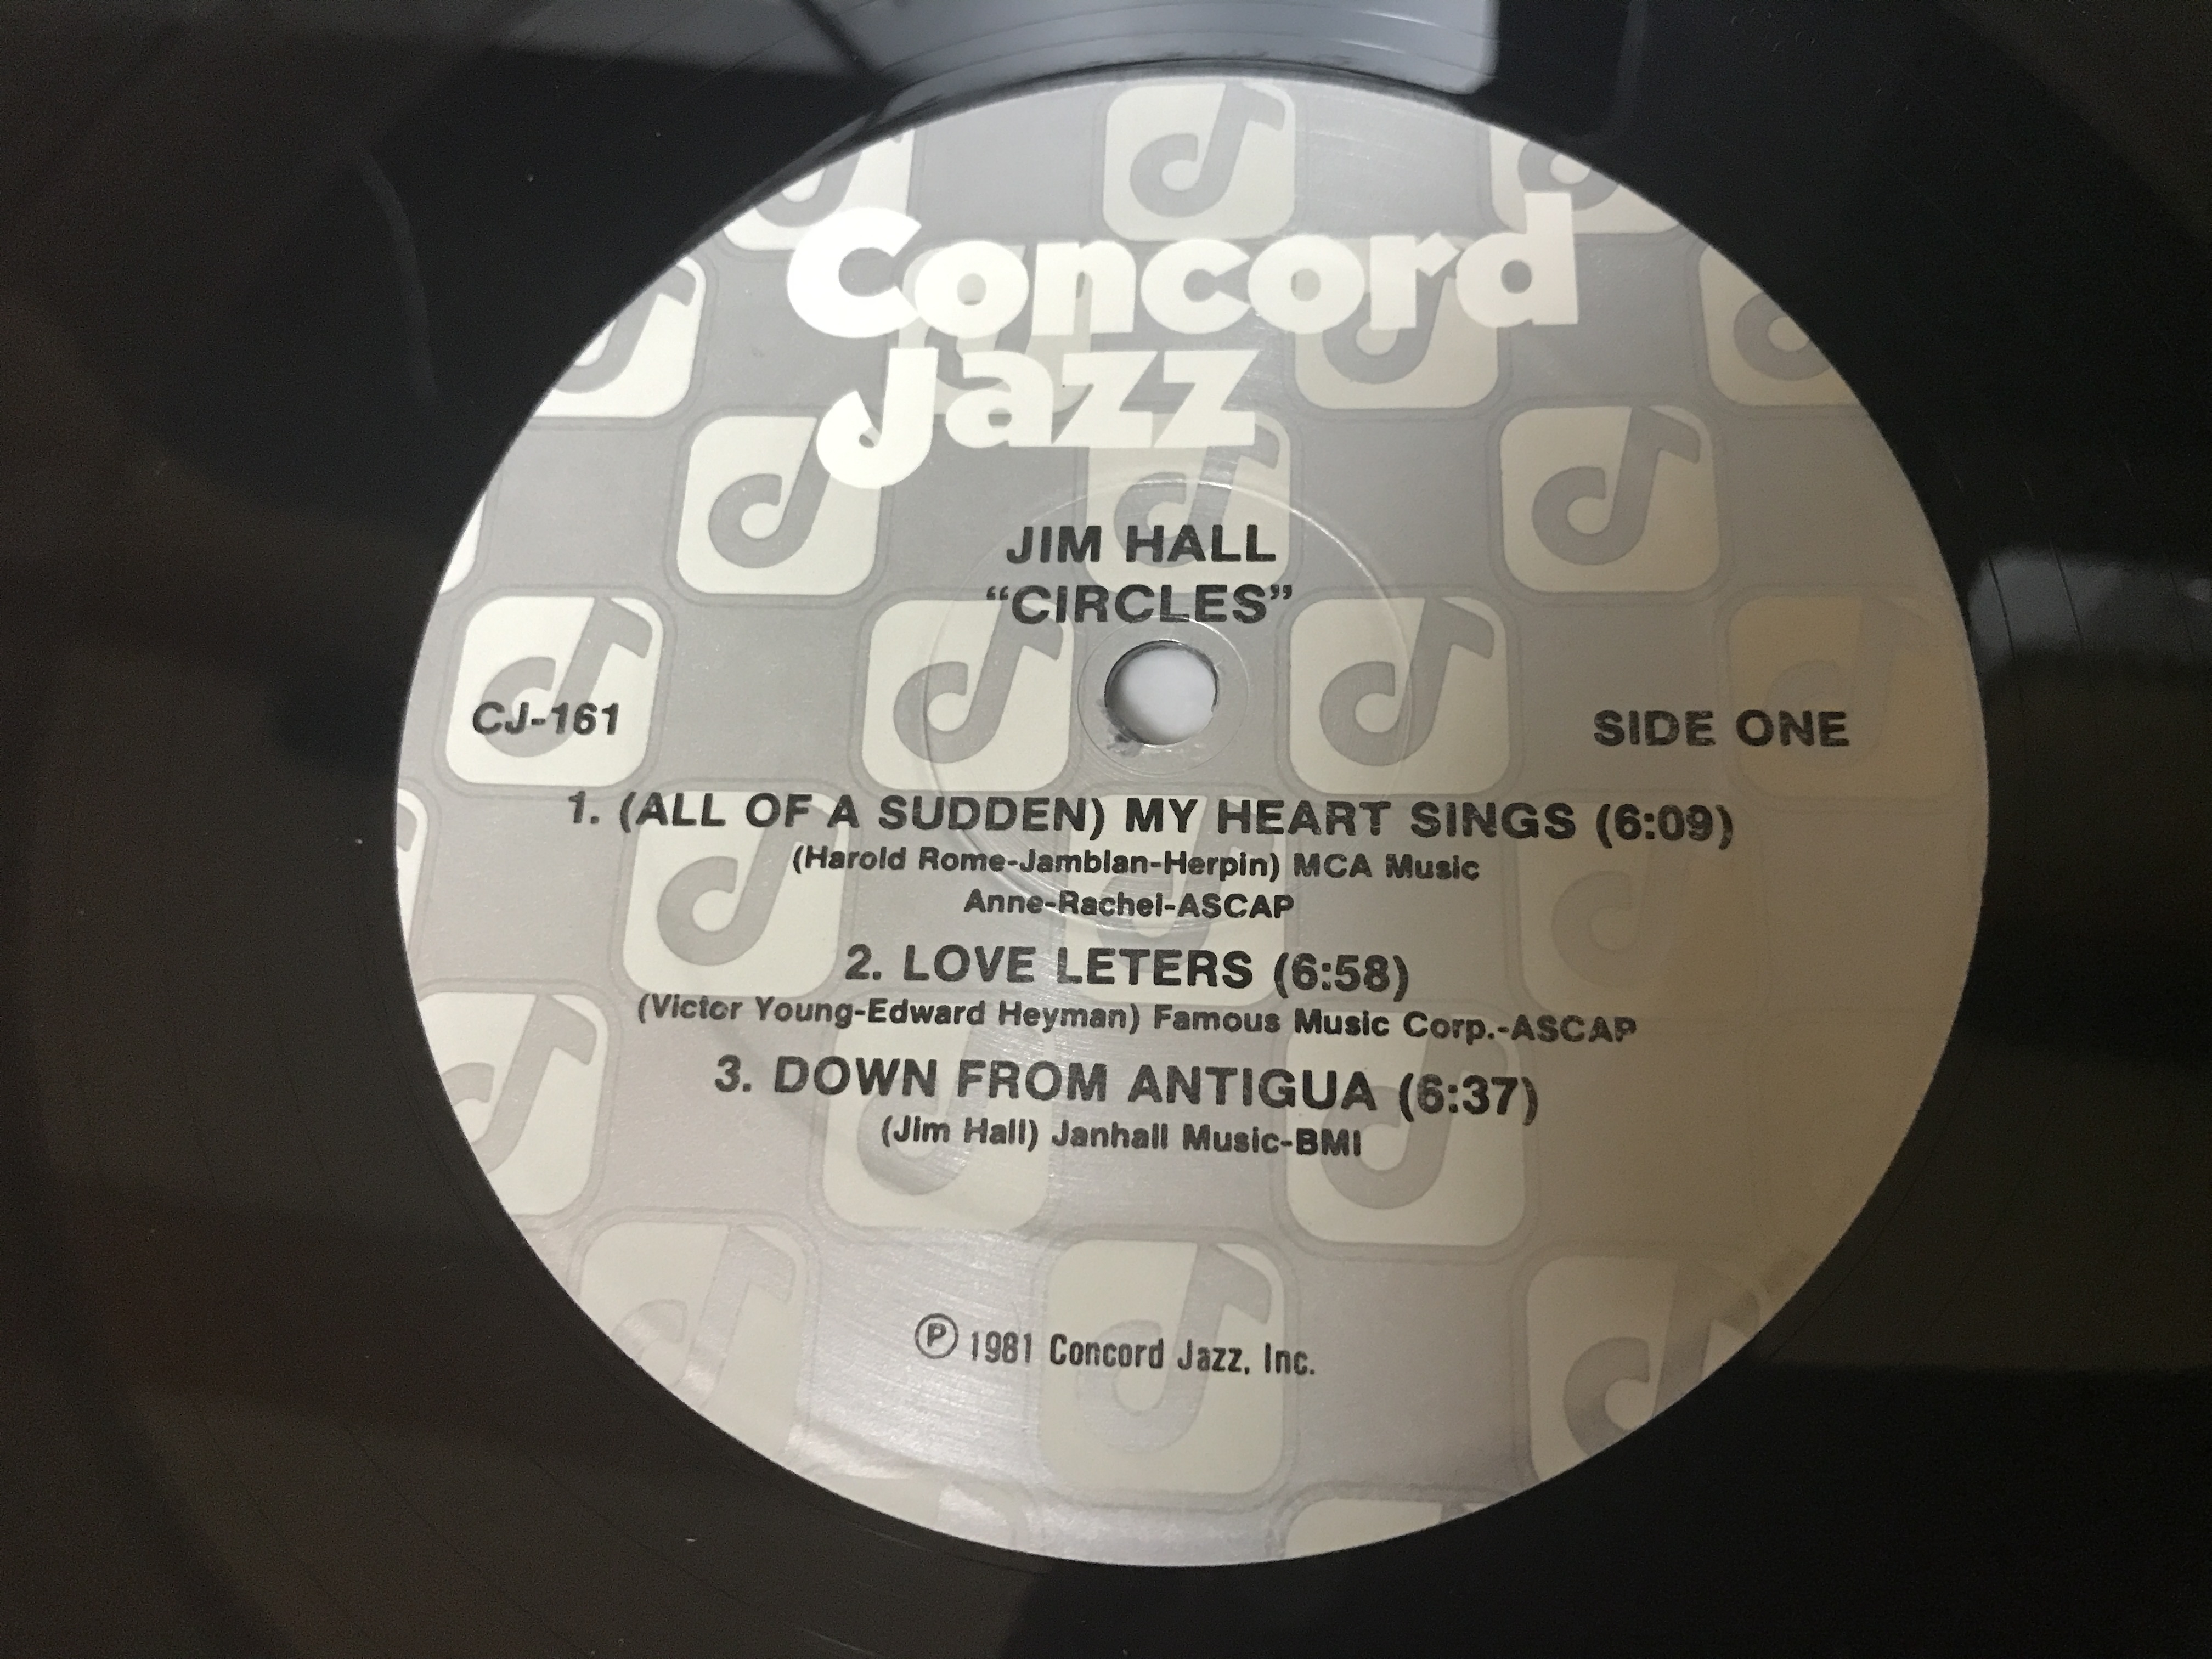 Concord
Jazz
JIM HALL
“CIRCLES”
CJ-161
SIDE ONE
1. (ALL OF A SUDDEN) MY HEART SINGS (6:09)
(Harold Rome-Jamblan-Herpin) MCA Music
Anne-Rachel-ASCAP
2. LOVE LETERS (6:58)
(Victor Young-Edward Heyman) Famous Music Corp.-ASCAP
3. DOWN FROM ANTIGUA (6:37)
(Jim Hall) Janhall Music-BMI
Ⓟ 1981 Concord Jazz, Inc.